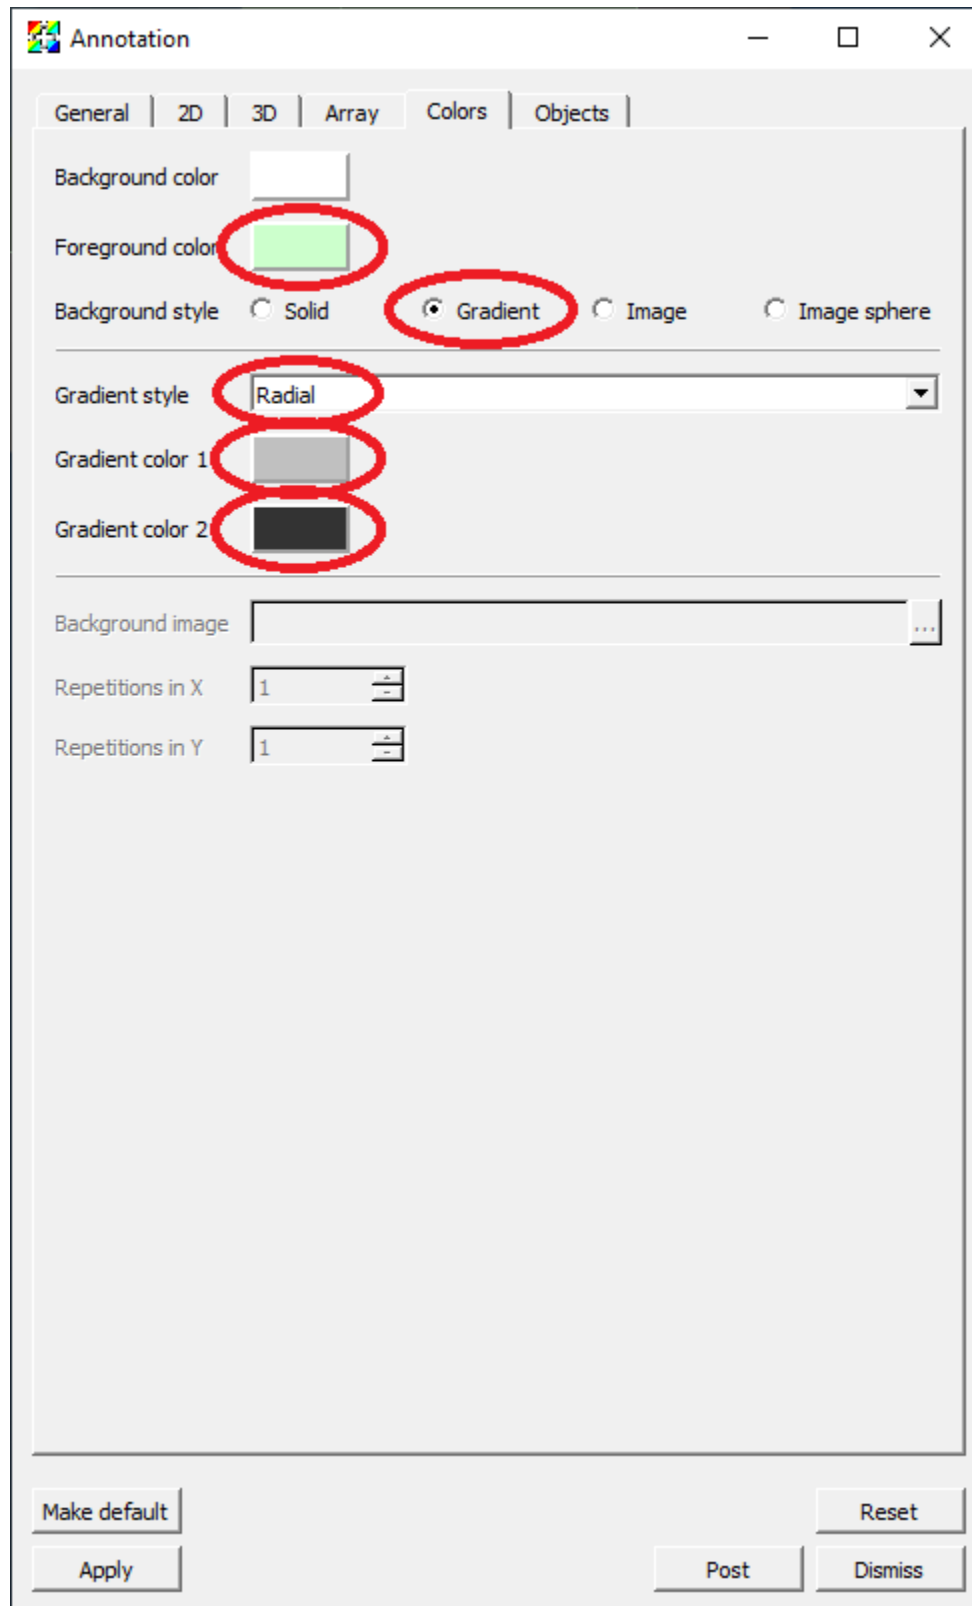 Annotation
General 2D 3D Array Colors Objects
Background color
Foreground color
Background style Solid Gradient Image Image sphere
Gradient style Radial
Gradient color 1
Gradient color 2
Background image ...
Repetitions in X 1
Repetitions in Y 1
Make default Reset
Apply Post Dismiss